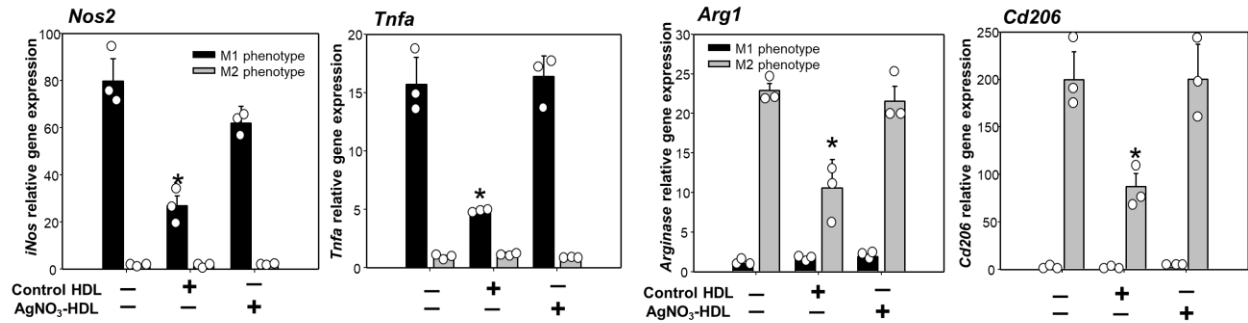 Nos2
iNos relative gene expression
100
80
60
40
20
0
M1 phenotype
M2 phenotype
*
Tnfa
Tnfa relative gene expression
20
15
10
5
0
*
Control HDL − + −
− + −
AgNO₃-HDL − − +
− − +
Arg1
Arginase relative gene expression
30
25
20
15
10
5
0
M1 phenotype
M2 phenotype
*
Cd206
Cd206 relative gene expression
250
200
150
100
50
0
*
Control HDL − + −
− + −
AgNO₃-HDL − − +
− − +